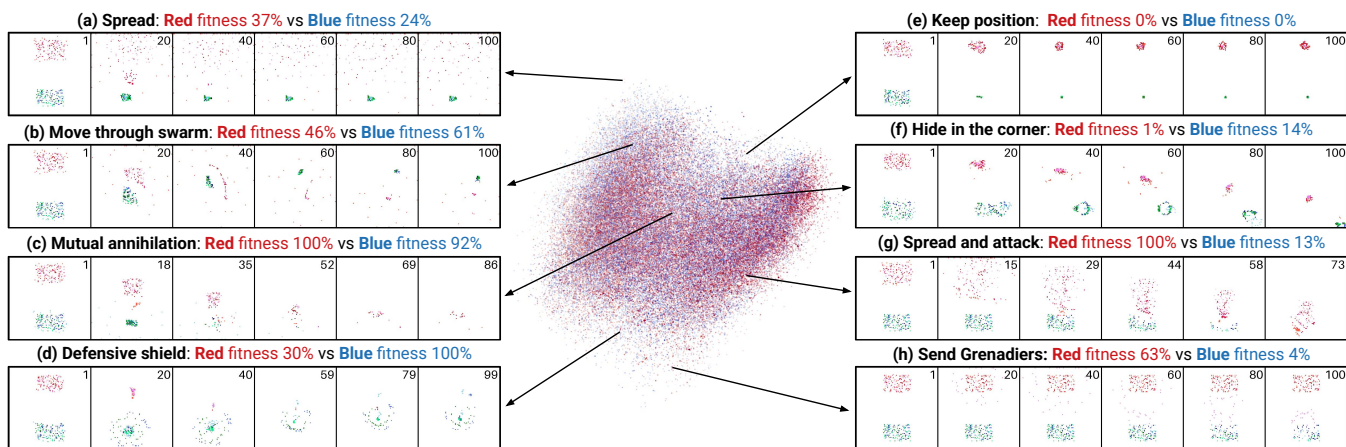 (a) Spread: Red fitness 37% vs Blue fitness 24%
1 20 40 60 80 100
(b) Move through swarm: Red fitness 46% vs Blue fitness 61%
1 20 40 60 80 100
(c) Mutual annihilation: Red fitness 100% vs Blue fitness 92%
1 18 35 52 69 86
(d) Defensive shield: Red fitness 30% vs Blue fitness 100%
1 20 40 59 79 99
(e) Keep position: Red fitness 0% vs Blue fitness 0%
1 20 40 60 80 100
(f) Hide in the corner: Red fitness 1% vs Blue fitness 14%
1 20 40 60 80 100
(g) Spread and attack: Red fitness 100% vs Blue fitness 13%
1 15 29 44 58 73
(h) Send Grenadiers: Red fitness 63% vs Blue fitness 4%
1 20 40 60 80 100